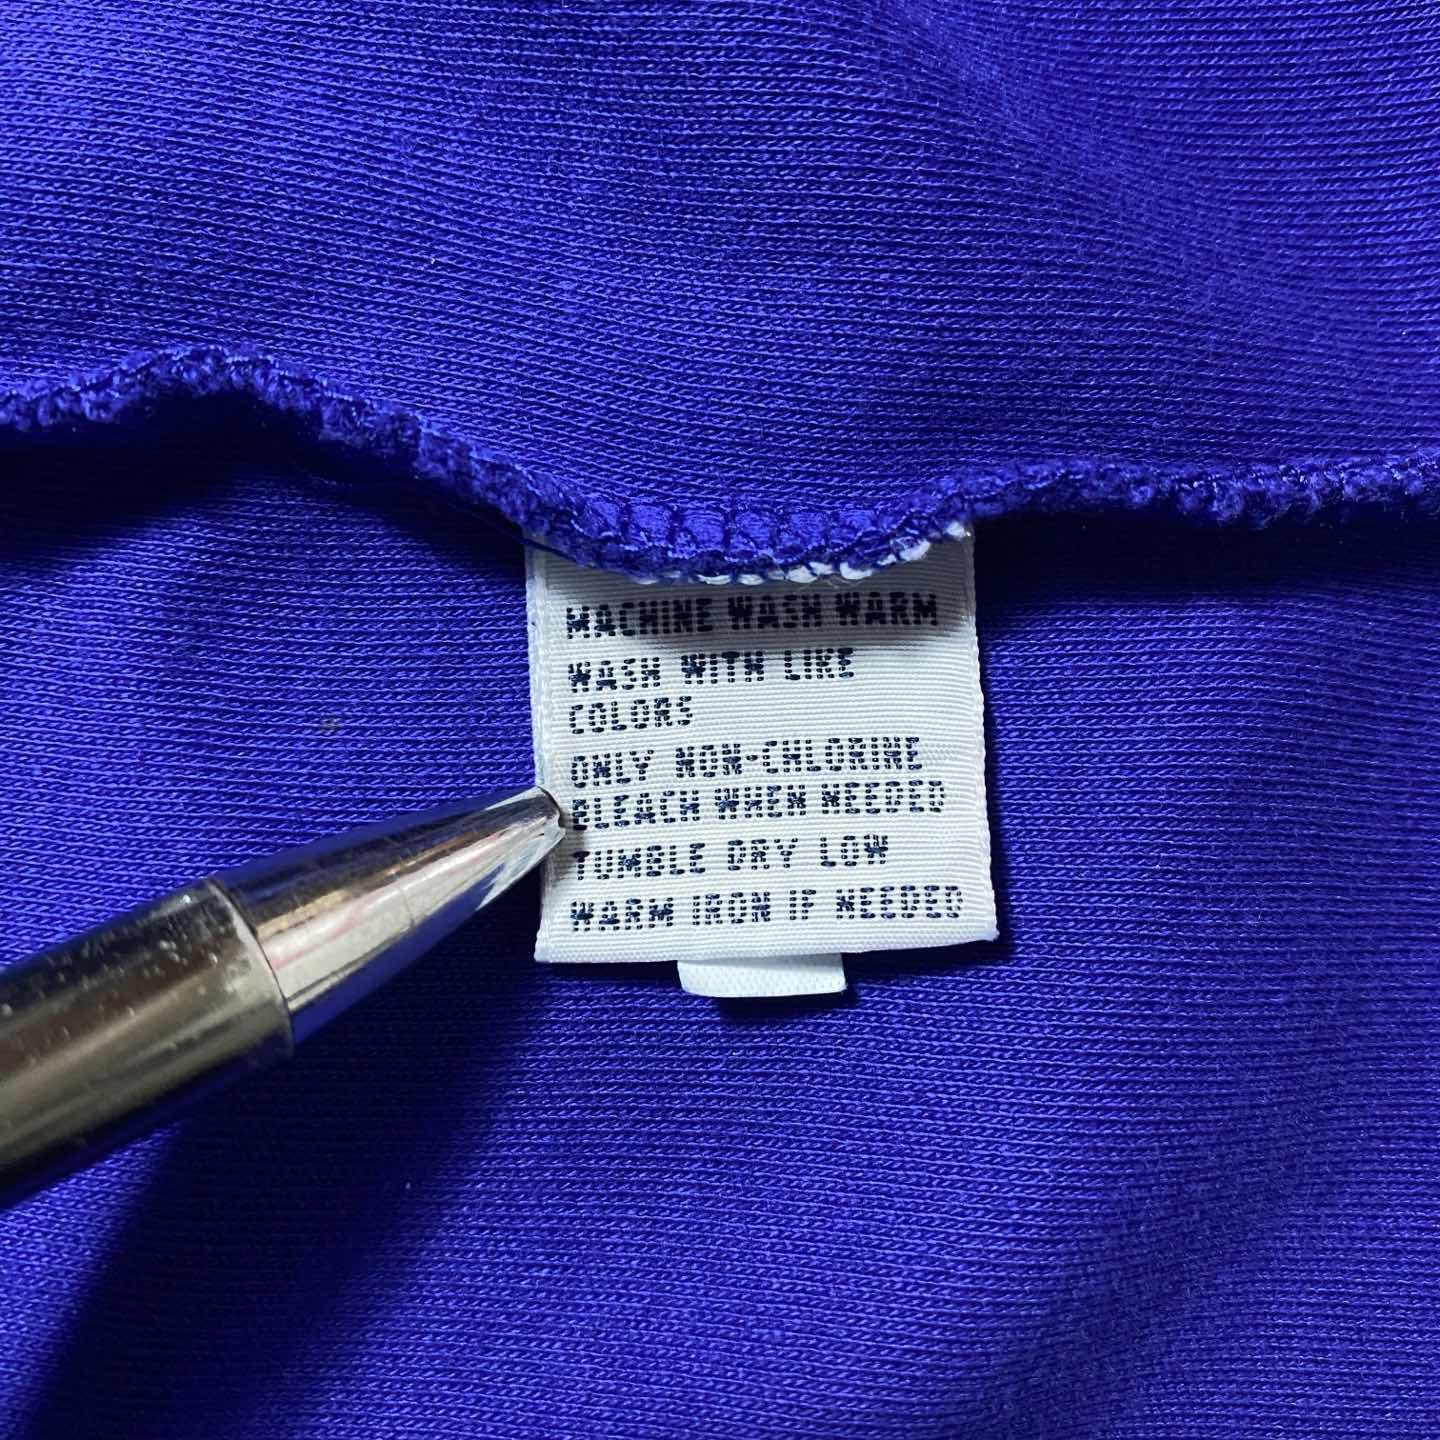 MACHINE WASH WARM
WASH WITH LIKE
COLORS
ONLY NON-CHLORINE
BLEACH WHEN NEEDED
TUMBLE DRY LOW
WARM IRON IF NEEDED